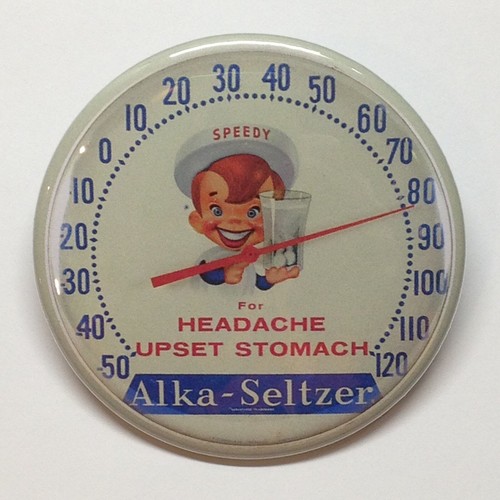 30 40
20 50
10 60
0 70
10 80
20 90
30 100
40 110
50 120
SPEEDY
For
HEADACHE
UPSET STOMACH
Alka-Seltzer